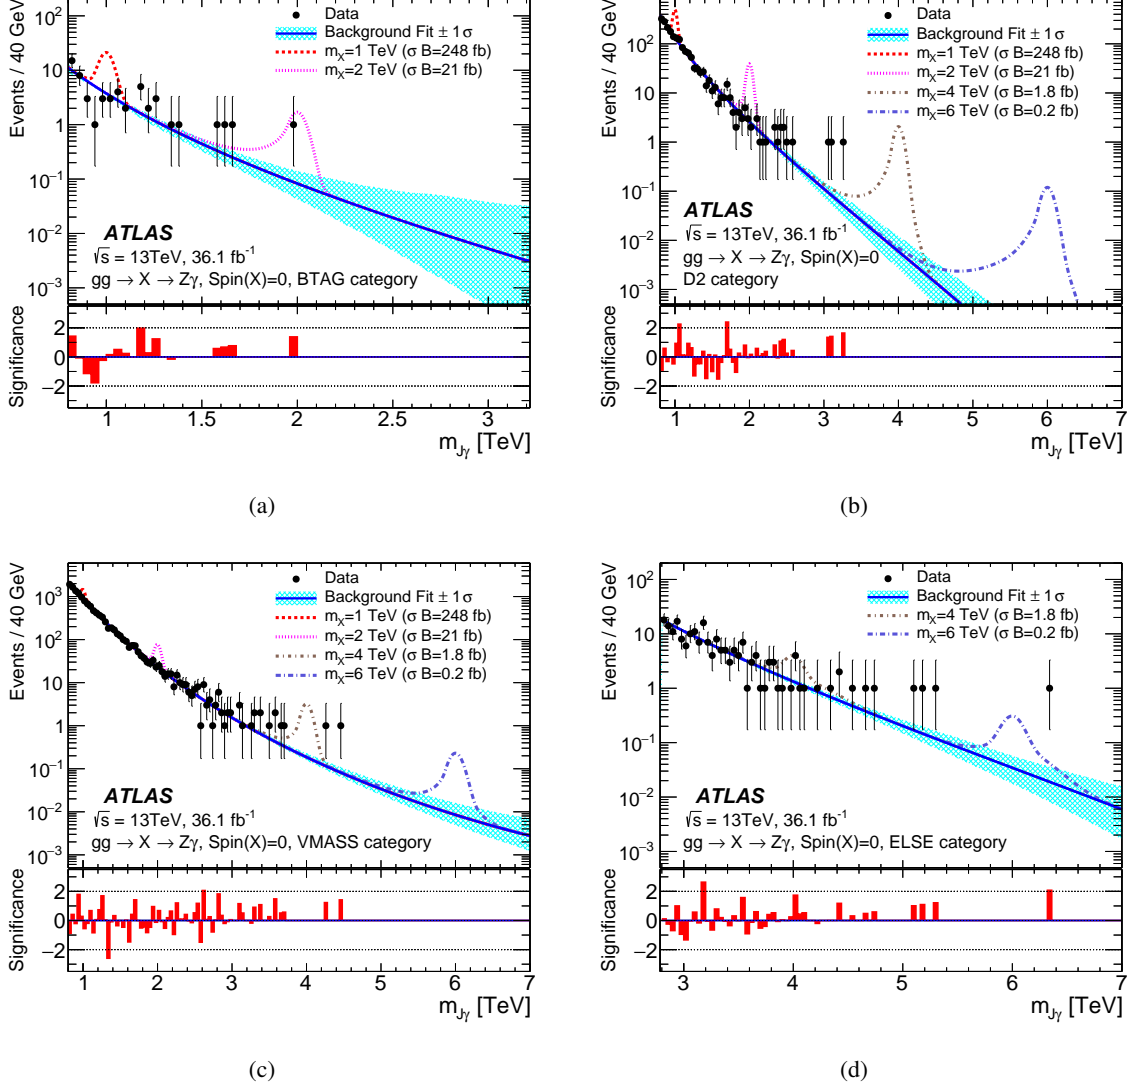 Events / 40 GeV
10²
10
1
10⁻¹
10⁻²
10⁻³
Data
Background Fit ± 1σ
m_X=1 TeV (σ B=248 fb)
m_X=2 TeV (σ B=21 fb)
ATLAS
√s = 13TeV, 36.1 fb⁻¹
gg → X → Zγ, Spin(X)=0, BTAG category
Significance
2
0
−2
1 1.5 2 2.5 3
m_Jγ [TeV]
(a)
Events / 40 GeV
10²
10
1
10⁻¹
10⁻²
10⁻³
Data
Background Fit ± 1σ
m_X=1 TeV (σ B=248 fb)
m_X=2 TeV (σ B=21 fb)
m_X=4 TeV (σ B=1.8 fb)
m_X=6 TeV (σ B=0.2 fb)
ATLAS
√s = 13TeV, 36.1 fb⁻¹
gg → X → Zγ, Spin(X)=0
D2 category
Significance
2
0
−2
1 2 3 4 5 6 7
m_Jγ [TeV]
(b)
Events / 40 GeV
10³
10²
10
1
10⁻¹
10⁻²
10⁻³
Data
Background Fit ± 1σ
m_X=1 TeV (σ B=248 fb)
m_X=2 TeV (σ B=21 fb)
m_X=4 TeV (σ B=1.8 fb)
m_X=6 TeV (σ B=0.2 fb)
ATLAS
√s = 13TeV, 36.1 fb⁻¹
gg → X → Zγ, Spin(X)=0, VMASS category
Significance
2
0
−2
1 2 3 4 5 6 7
m_Jγ [TeV]
(c)
Events / 40 GeV
10²
10
1
10⁻¹
10⁻²
10⁻³
Data
Background Fit ± 1σ
m_X=4 TeV (σ B=1.8 fb)
m_X=6 TeV (σ B=0.2 fb)
ATLAS
√s = 13TeV, 36.1 fb⁻¹
gg → X → Zγ, Spin(X)=0, ELSE category
Significance
2
0
−2
3 4 5 6 7
m_Jγ [TeV]
(d)